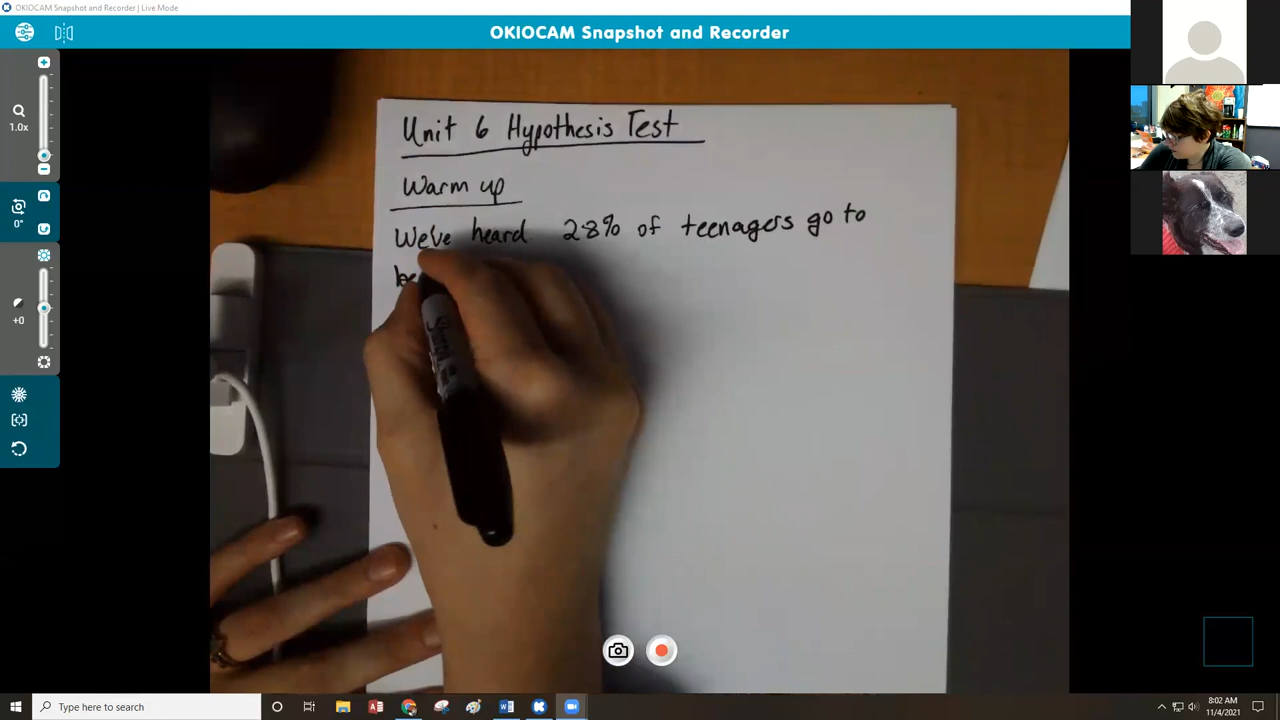 OKIOCAM Snapshot and Recorder | Live Mode
OKIOCAM Snapshot and Recorder
1.0x
0°
+0
Unit 6 Hypothesis Test
Warm up
We've heard 28% of teenagers go to
be
Type here to search
8:02 AM
11/4/2021